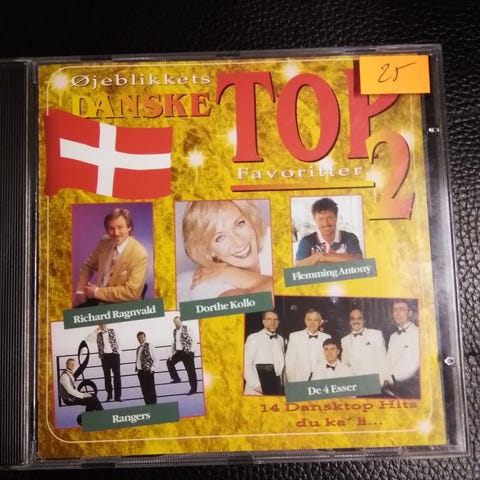 Øjeblikkets
DANSKE
TOP
25
Favoritter
2
Richard Ragnvald
Dorthe Kollo
Flemming Antony
Rangers
De 4 Esser
14 Dansktop Hits
du ka´ li...